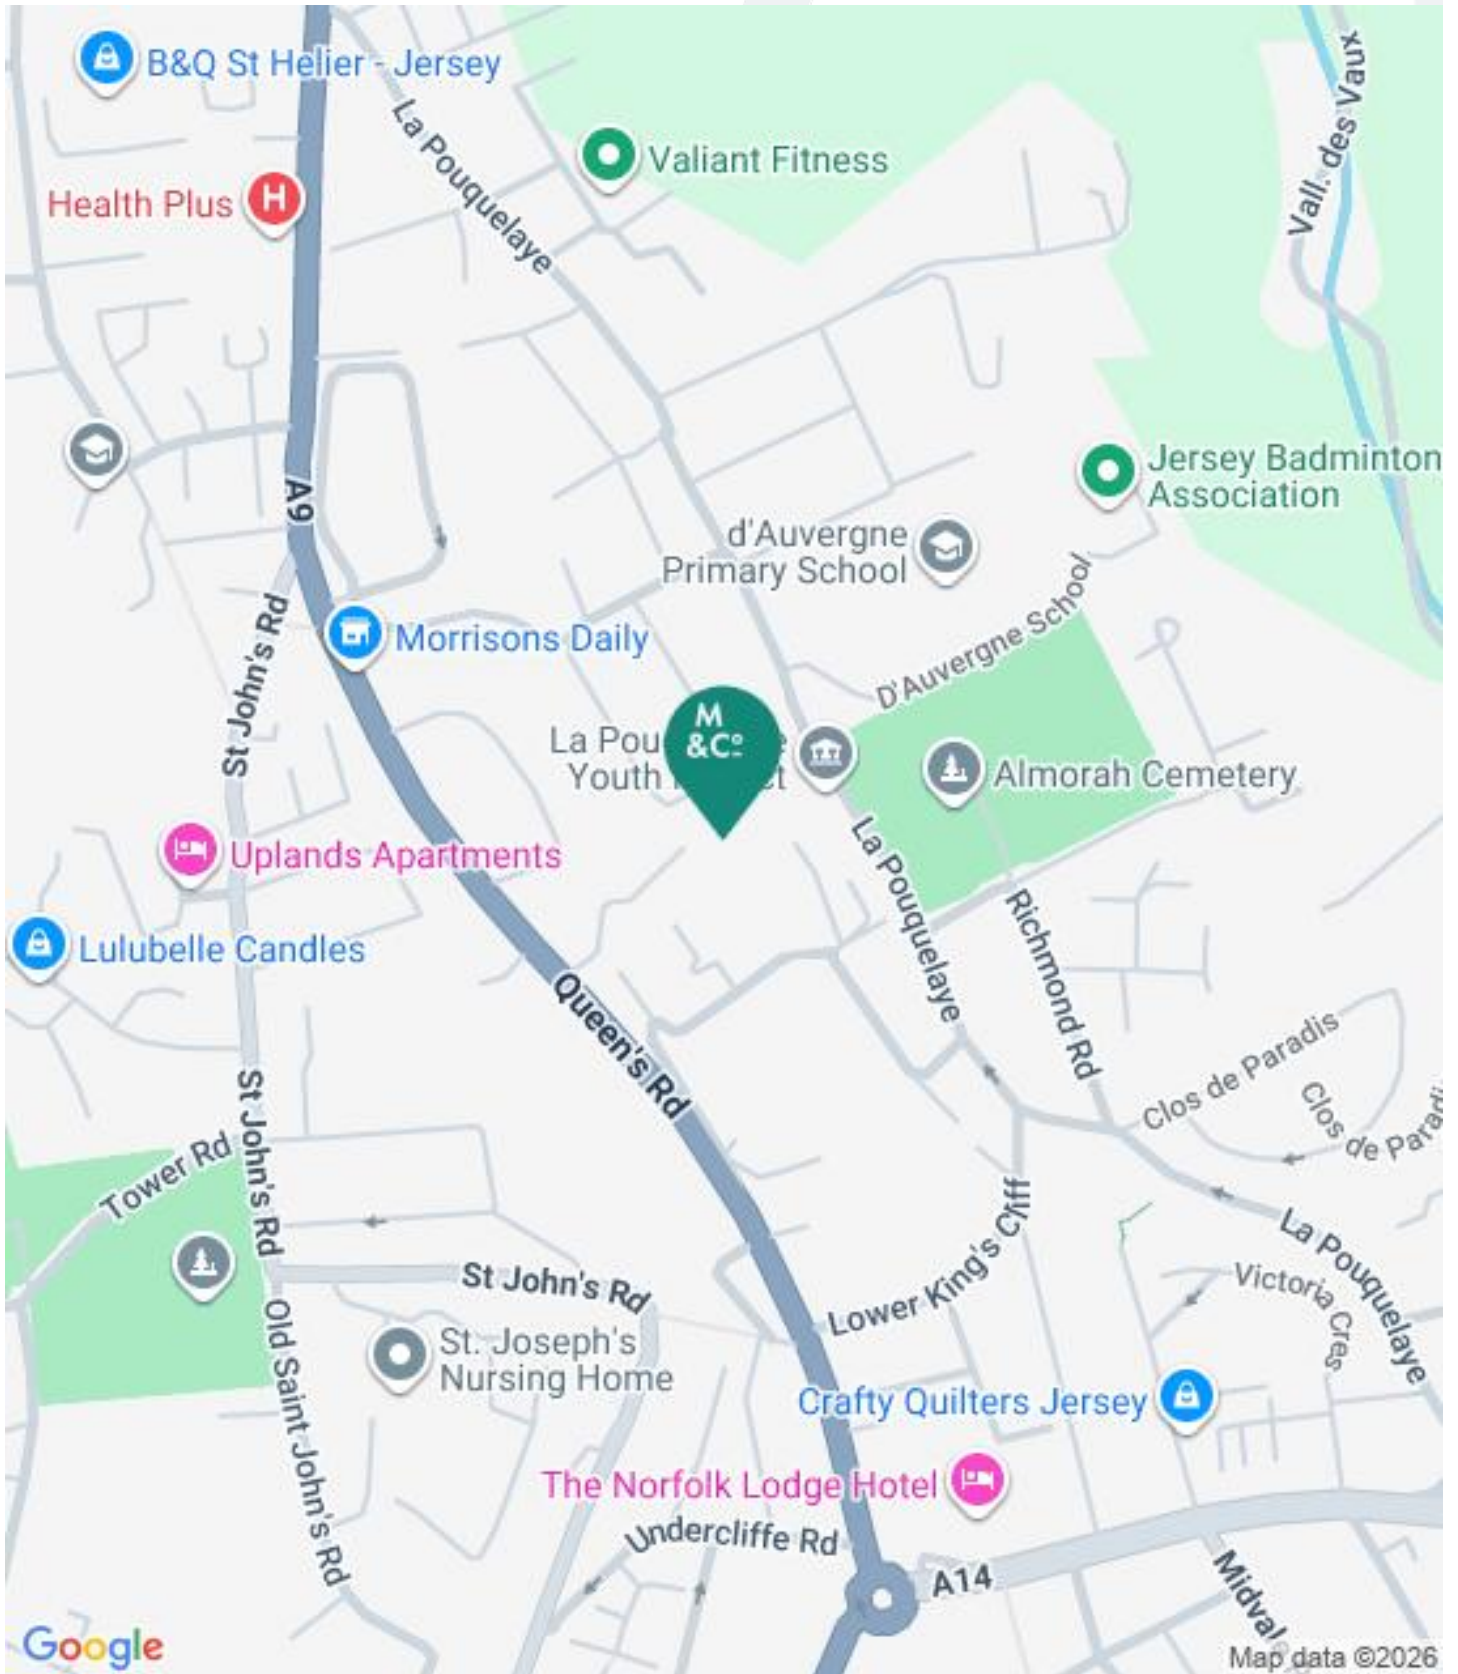 B&Q St Helier - Jersey
La Pouquelaye
Vall. des Vaux
Valiant Fitness
Health Plus
H
Jersey Badminton
Association
A9
d'Auvergne
Primary School
D'Auvergne School
St John's Rd
Morrisons Daily
M
&Co
La Pou
Youth
Almorah Cemetery
Uplands Apartments
La Pouquelaye
Richmond Rd
Lulubelle Candles
Queen's Rd
Clos de Paradis
Clos de Paradis
St John's Rd
Tower Rd
La Pouquelaye
St John's Rd
Lower King's Cliff
Victoria Cres
Old Saint John's Rd
St. Joseph's
Nursing Home
Crafty Quilters Jersey
The Norfolk Lodge Hotel
Undercliffe Rd
A14
Midval
Google
Map data ©2026